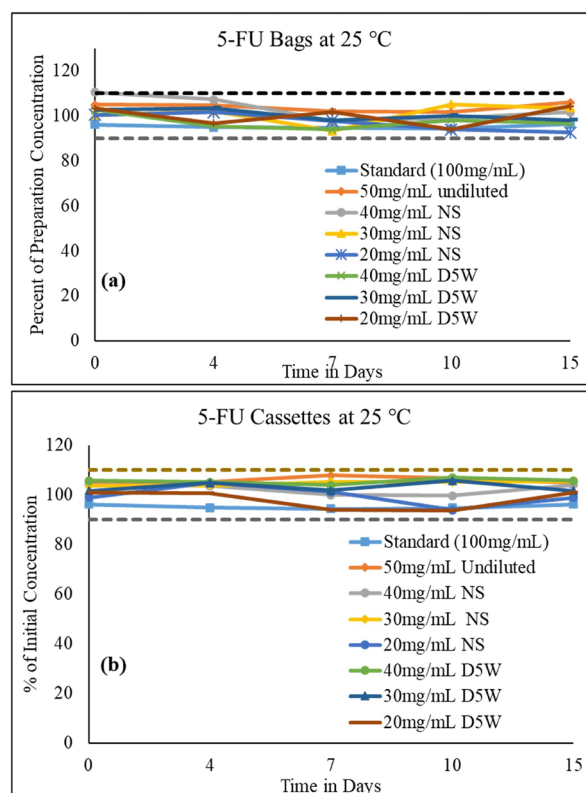 5-FU Bags at 25 °C
120
100
80
60
40
20
0
Percent of Preparation Concentration
Standard (100mg/mL)
50mg/mL undiluted
40mg/mL NS
30mg/mL NS
20mg/mL NS
40mg/mL D5W
30mg/mL D5W
20mg/mL D5W
(a)
0 4 7 10 15
Time in Days
5-FU Cassettes at 25 °C
120
100
80
60
40
20
0
% of Initial Concentration
Standard (100mg/mL)
50mg/mL Undiluted
40mg/mL NS
30mg/mL NS
20mg/mL NS
40mg/mL D5W
30mg/mL D5W
20mg/mL D5W
(b)
0 4 7 10 15
Time in Days